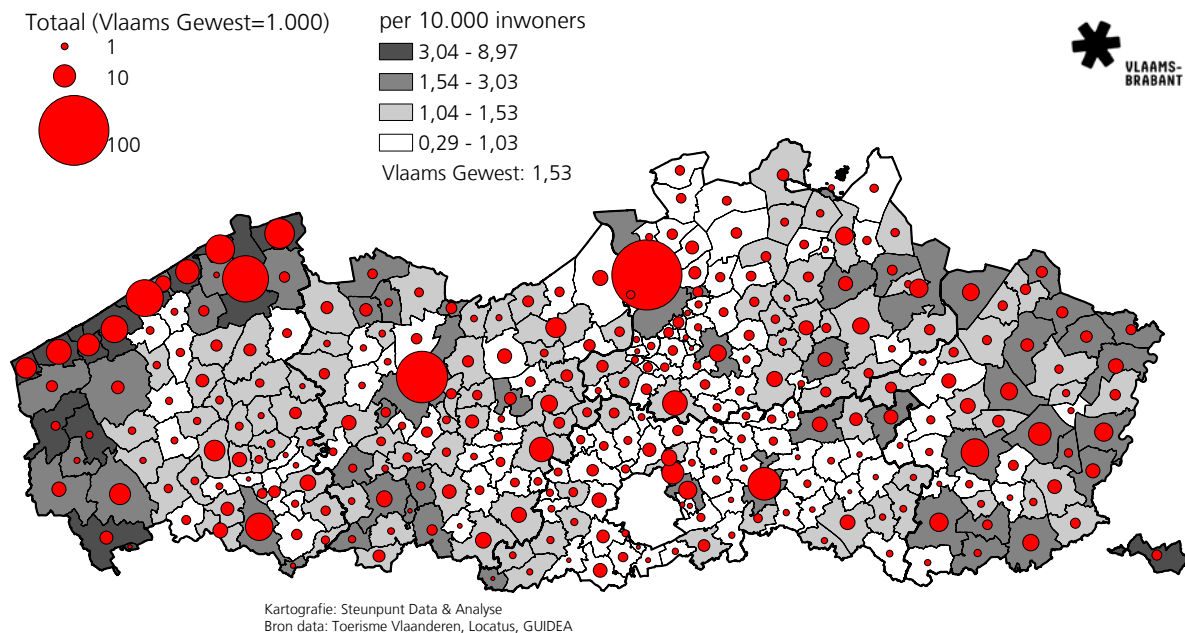 Totaal (Vlaams Gewest=1.000)
1
10
100
per 10.000 inwoners
3,04 - 8,97
1,54 - 3,03
1,04 - 1,53
0,29 - 1,03
Vlaams Gewest: 1,53
VLAAMS-
BRABANT
Kartografie: Steunpunt Data & Analyse
Bron data: Toerisme Vlaanderen, Locatus, GUIDEA